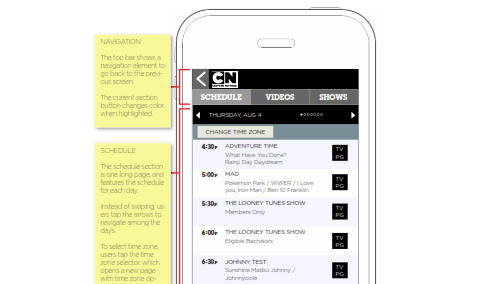 NAVIGATION
The top bar shows a
navigation element to
go back to the previ-
ous screen.
The current section
button changes color
when highlighted.
SCHEDULE
The schedule section
is one long page, and
features the schedule
for each day.
Instead of swiping, us-
ers tap the arrows to
navigate among the
days.
To select time zone,
users tap the time
zone selector, which
opens a new page
with time zone op-
CN
CARTOON NETWORK
SCHEDULE VIDEOS SHOWS
THURSDAY, AUG 4
CHANGE TIME ZONE
4:30P ADVENTURE TIME
What Have You Done?
Rainy Day Daydream
TV
PG
5:00P MAD
Pokemon Park / WWER / I Love
you, Iron Man / Ben 10 Franklin
TV
PG
5:30P THE LOONEY TUNES SHOW
Members Only
TV
PG
6:00P THE LOONEY TUNES SHOW
Eligible Bachelors
TV
PG
6:30P JOHNNY TEST
Sunshine Malibu Johnny /
Johnnyocole
TV
PG